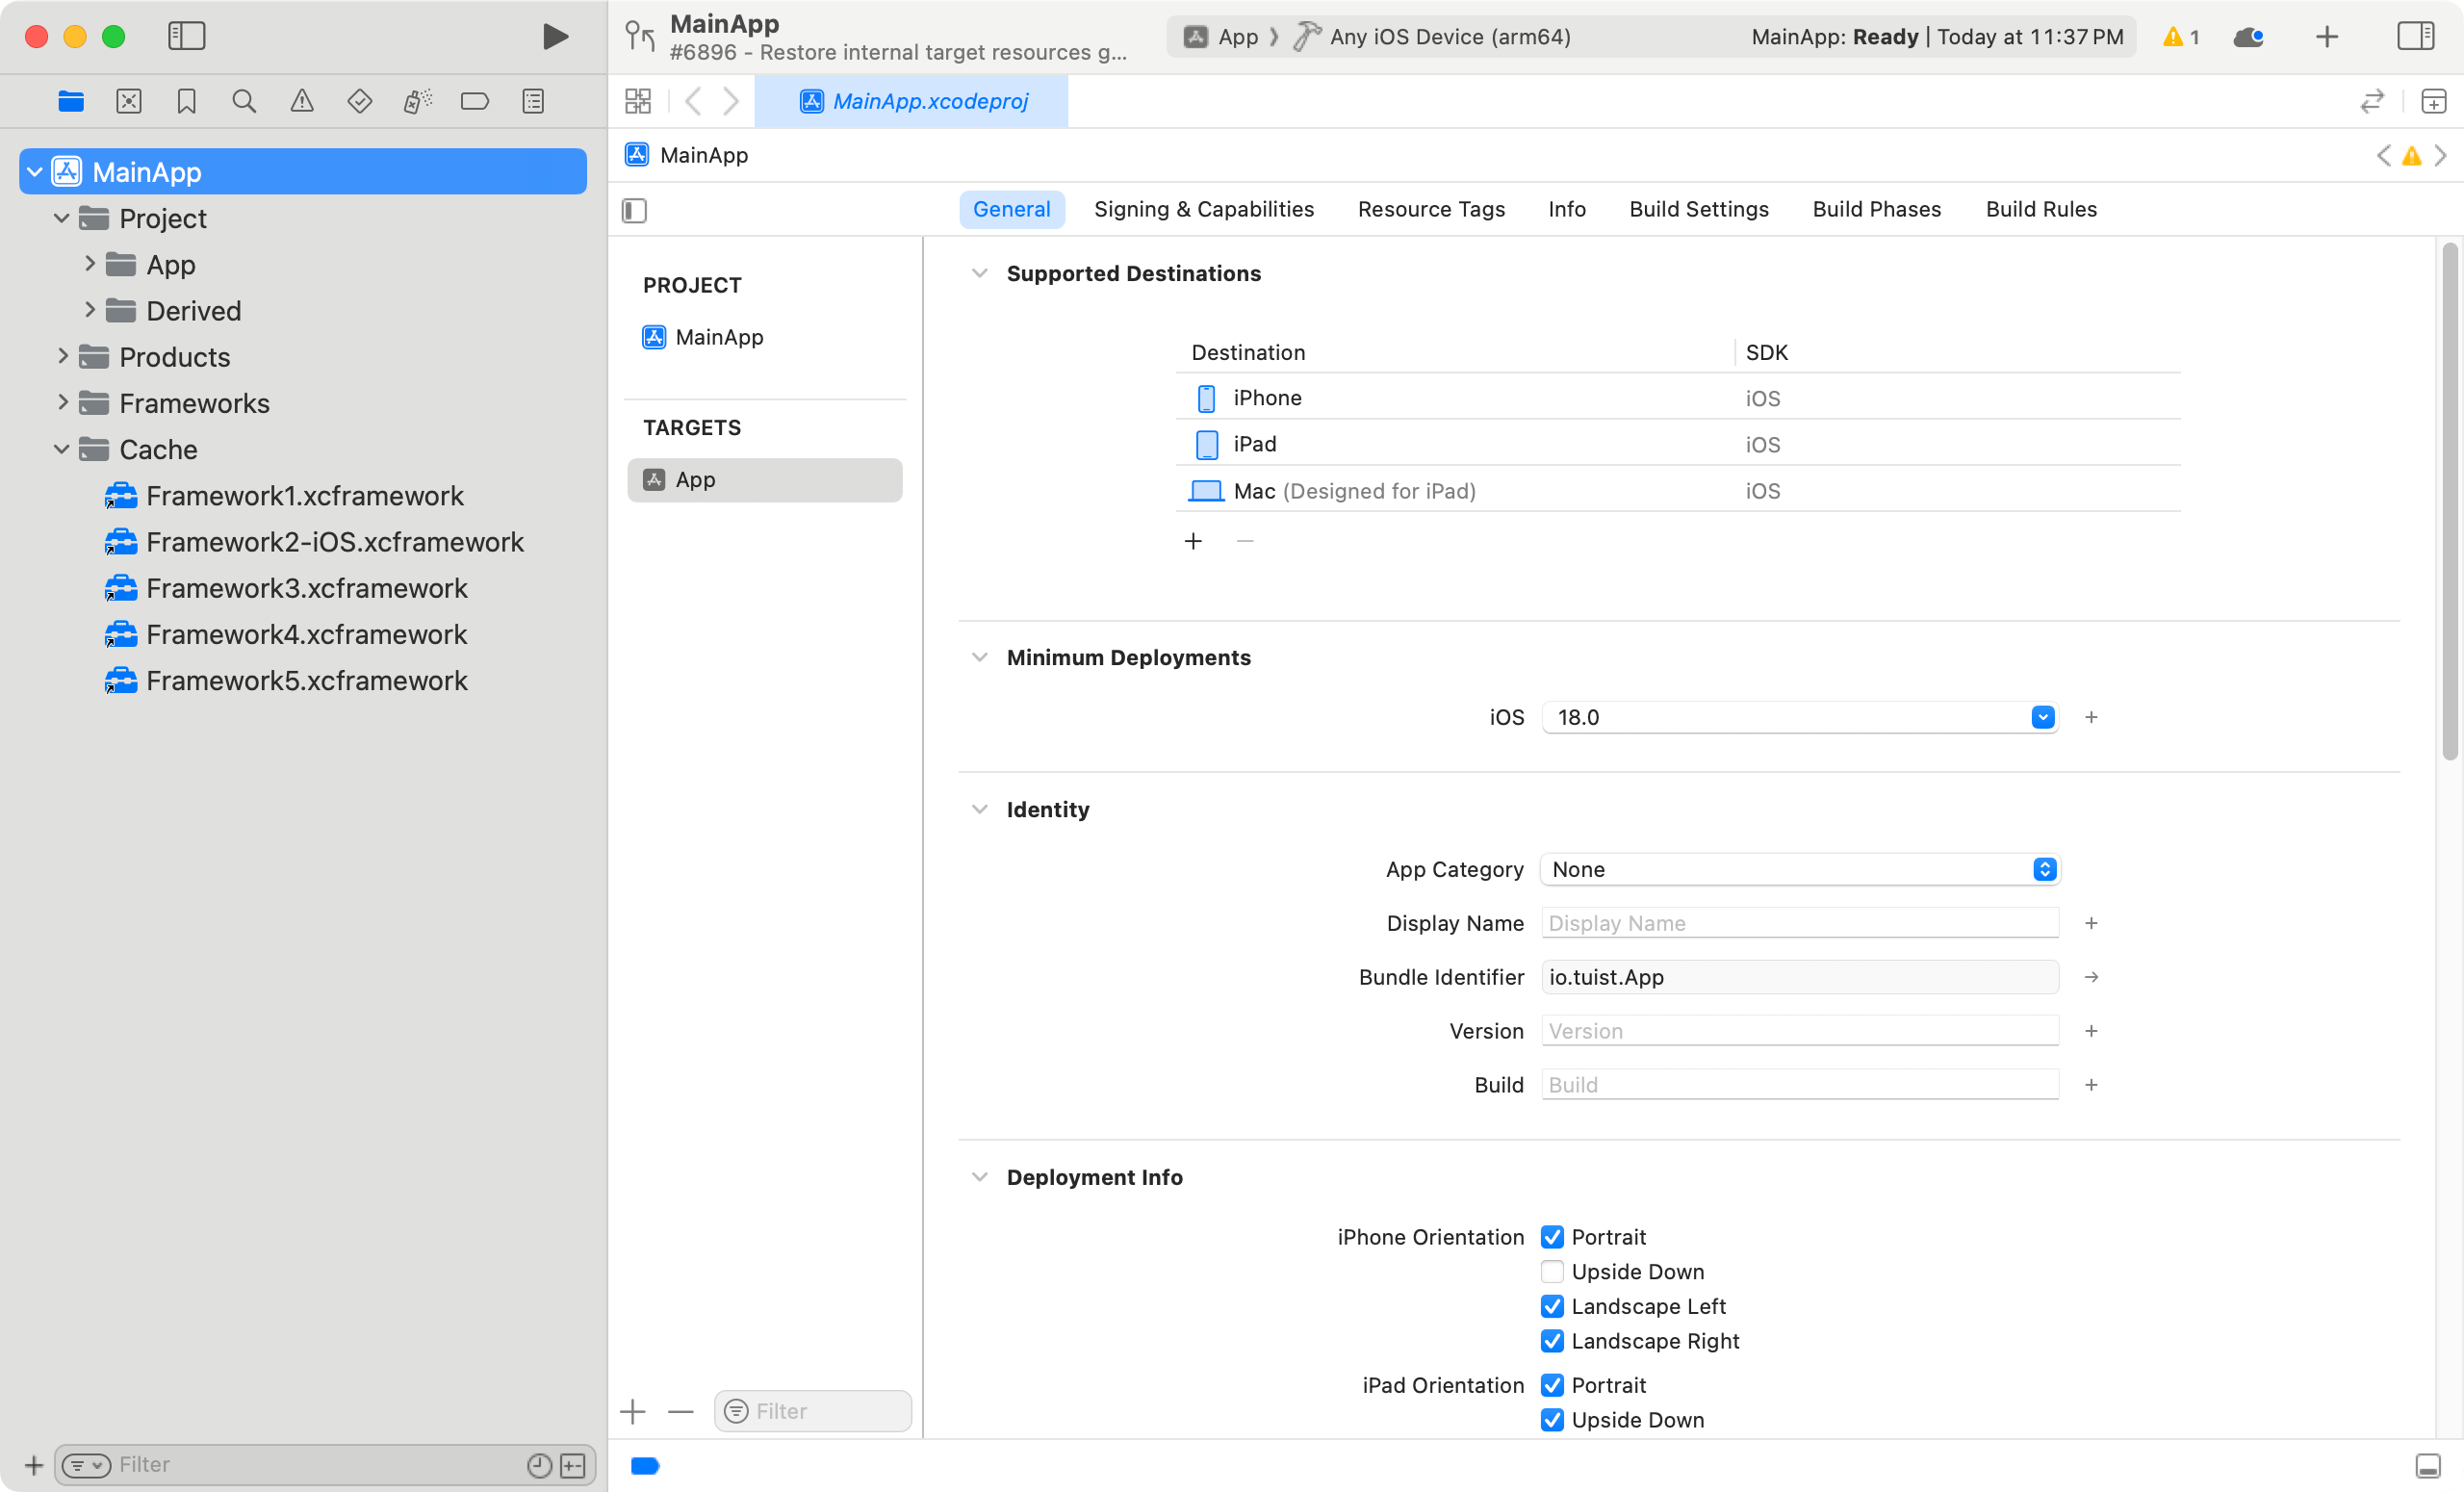 MainApp
#6896 - Restore internal target resources g...
App
Any iOS Device (arm64)
MainApp: Ready | Today at 11:37 PM
1
MainApp.xcodeproj
MainApp
Project
App
Derived
Products
Frameworks
Cache
Framework1.xcframework
Framework2-iOS.xcframework
Framework3.xcframework
Framework4.xcframework
Framework5.xcframework
Filter
MainApp
General
Signing & Capabilities
Resource Tags
Info
Build Settings
Build Phases
Build Rules
PROJECT
MainApp
TARGETS
App
Filter
Supported Destinations
Destination
SDK
iPhone
iOS
iPad
iOS
Mac (Designed for iPad)
iOS
Minimum Deployments
iOS
18.0
Identity
App Category
None
Display Name
Display Name
Bundle Identifier
io.tuist.App
Version
Version
Build
Build
Deployment Info
iPhone Orientation
Portrait
Upside Down
Landscape Left
Landscape Right
iPad Orientation
Portrait
Upside Down